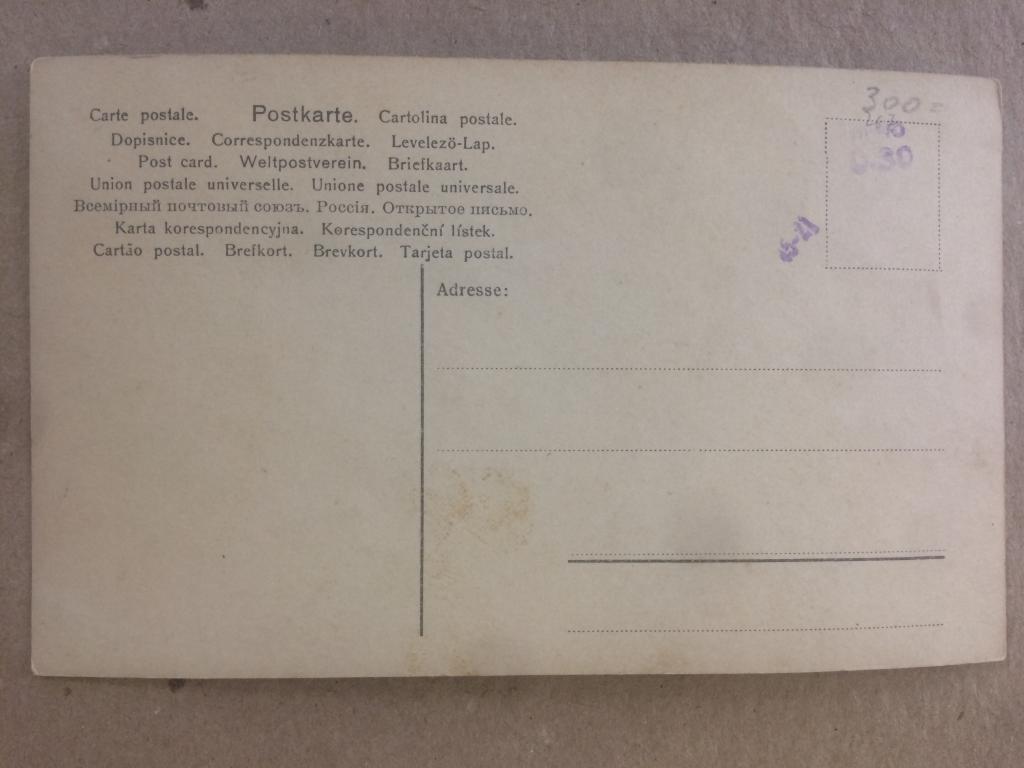 Carte postale. Postkarte. Cartolina postale.
Dopisnice. Correspondenzkarte. Levelezö-Lap.
Post card. Weltpostverein. Briefkaart.
Union postale universelle. Unione postale universale.
Всемірный почтовый союзъ. Россія. Открытое письмо.
Karta korespondencyjna. Korespondenční lístek.
Cartão postal. Brefkort. Brevkort. Tarjeta postal.
300=
0.30
Adresse: